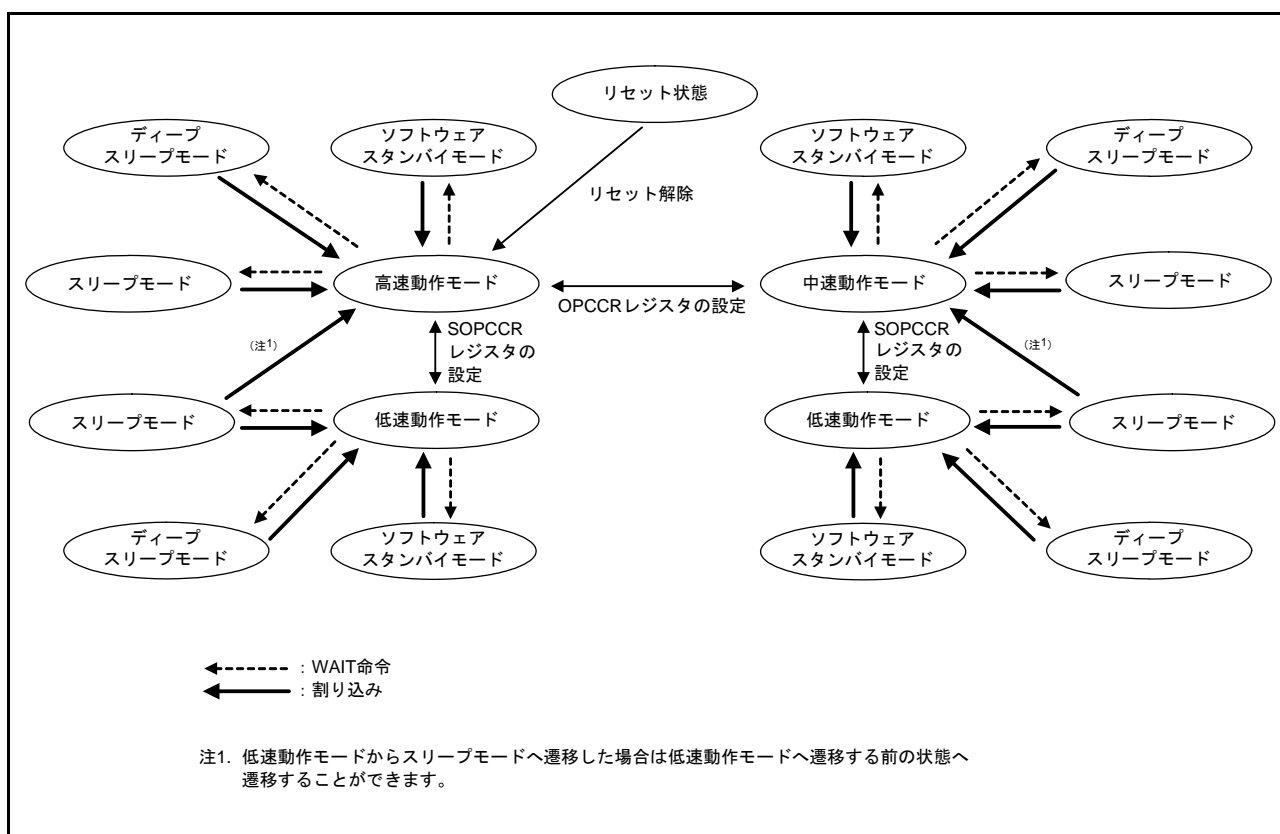 リセット状態
ディープ
スリープモード
ソフトウェア
スタンバイモード
ソフトウェア
スタンバイモード
ディープ
スリープモード
リセット解除
スリープモード
高速動作モード
OPCCRレジスタの設定
中速動作モード
スリープモード
(注1)
SOPCCR
レジスタの
設定
SOPCCR
レジスタの
設定
(注1)
スリープモード
低速動作モード
低速動作モード
スリープモード
ディープ
スリープモード
ソフトウェア
スタンバイモード
ソフトウェア
スタンバイモード
ディープ
スリープモード
: WAIT命令
: 割り込み
注1. 低速動作モードからスリープモードへ遷移した場合は低速動作モードへ遷移する前の状態へ
遷移することができます。